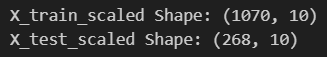 X_train_scaled Shape: (1070, 10)
X_test_scaled Shape: (268, 10)